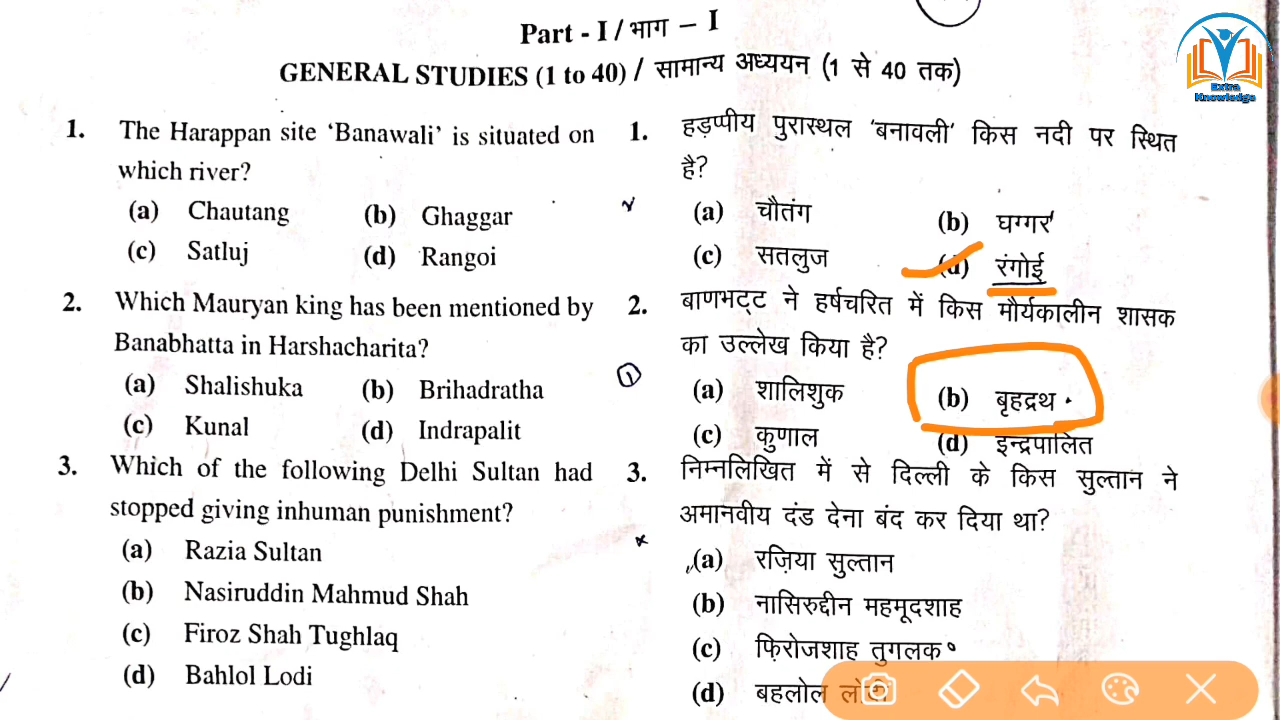 Part - I / भाग – I
GENERAL STUDIES (1 to 40) / सामान्य अध्ययन (1 से 40 तक)
Extra
Knowledge
1. The Harappan site ‘Banawali’ is situated on
which river?
(a) Chautang (b) Ghaggar
(c) Satluj (d) Rangoi
2. Which Mauryan king has been mentioned by
Banabhatta in Harshacharita?
(a) Shalishuka (b) Brihadratha
(c) Kunal (d) Indrapalit
3. Which of the following Delhi Sultan had
stopped giving inhuman punishment?
(a) Razia Sultan
(b) Nasiruddin Mahmud Shah
(c) Firoz Shah Tughlaq
(d) Bahlol Lodi
1. हड़प्पीय पुरास्थल ‘बनावली’ किस नदी पर स्थित
है?
(a) चौतंग (b) घग्गर
(c) सतलुज (d) रंगोई
2. बाणभट्ट ने हर्षचरित में किस मौर्यकालीन शासक
का उल्लेख किया है?
(a) शालिशुक (b) बृहद्रथ
(c) कुणाल (d) इन्द्रपालित
3. निम्नलिखित में से दिल्ली के किस सुल्तान ने
अमानवीय दंड देना बंद कर दिया था?
(a) रज़िया सुल्तान
(b) नासिरुद्दीन महमूदशाह
(c) फ़िरोजशाह तुगलक
(d) बहलोल